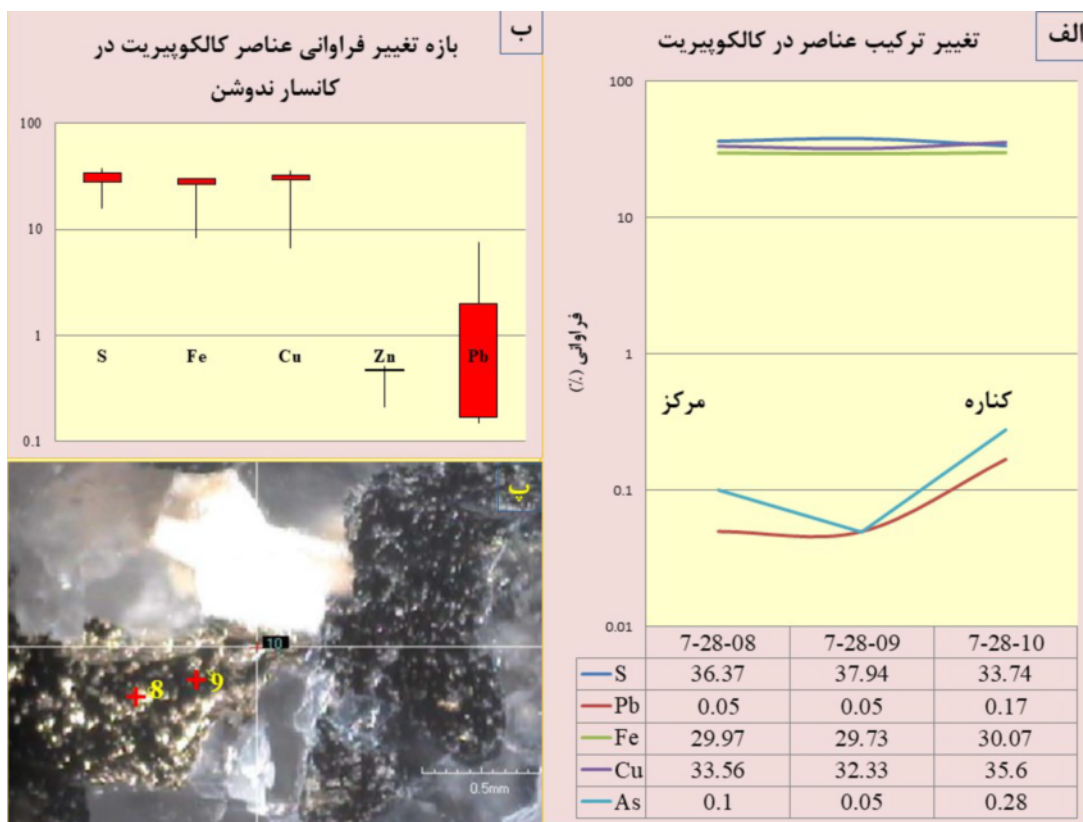 الف
تغییر ترکیب عناصر در کالکوپیریت
100
10
1
0.1
0.01
فراوانی (٪)
مرکز
کناره
7-28-08 7-28-09 7-28-10
S 36.37 37.94 33.74
Pb 0.05 0.05 0.17
Fe 29.97 29.73 30.07
Cu 33.56 32.33 35.6
As 0.1 0.05 0.28
ب
بازه تغییر فراوانی عناصر کالکوپیریت در
کانسار ندوشن
100
10
1
0.1
S Fe Cu Zn Pb
پ
10
9
8
0.5mm